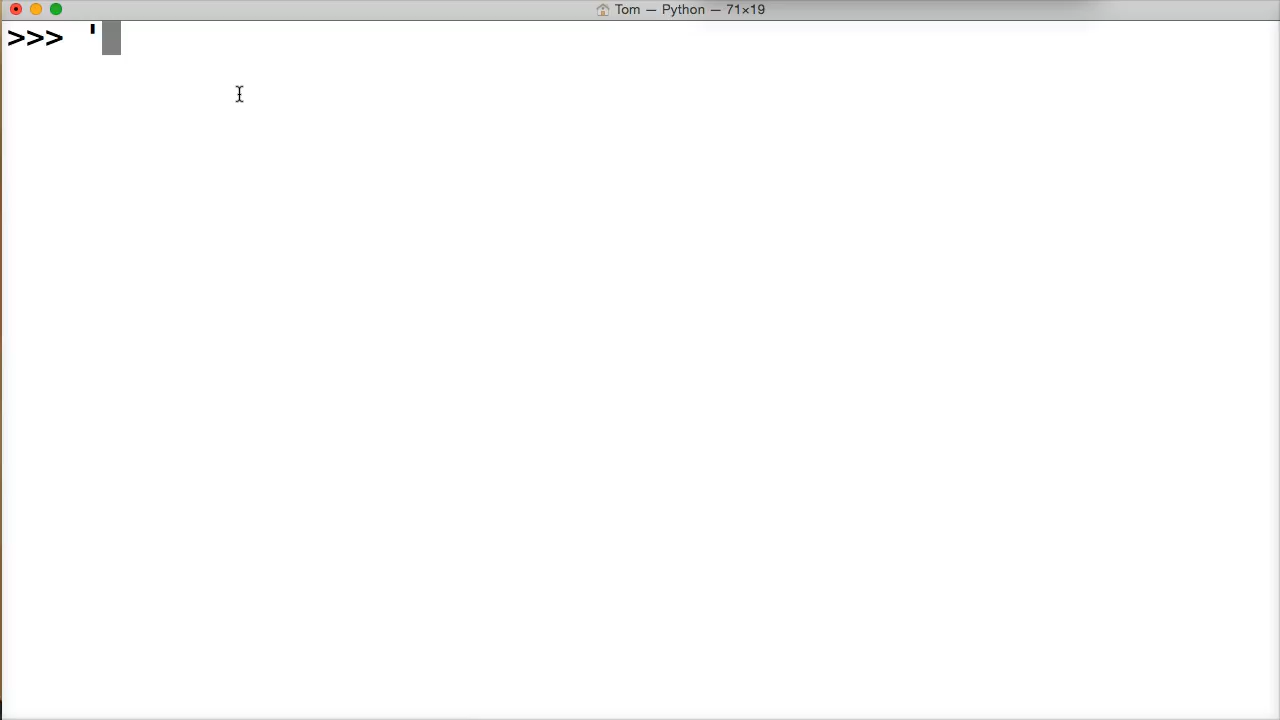 Tom — Python — 71×19
>>> '